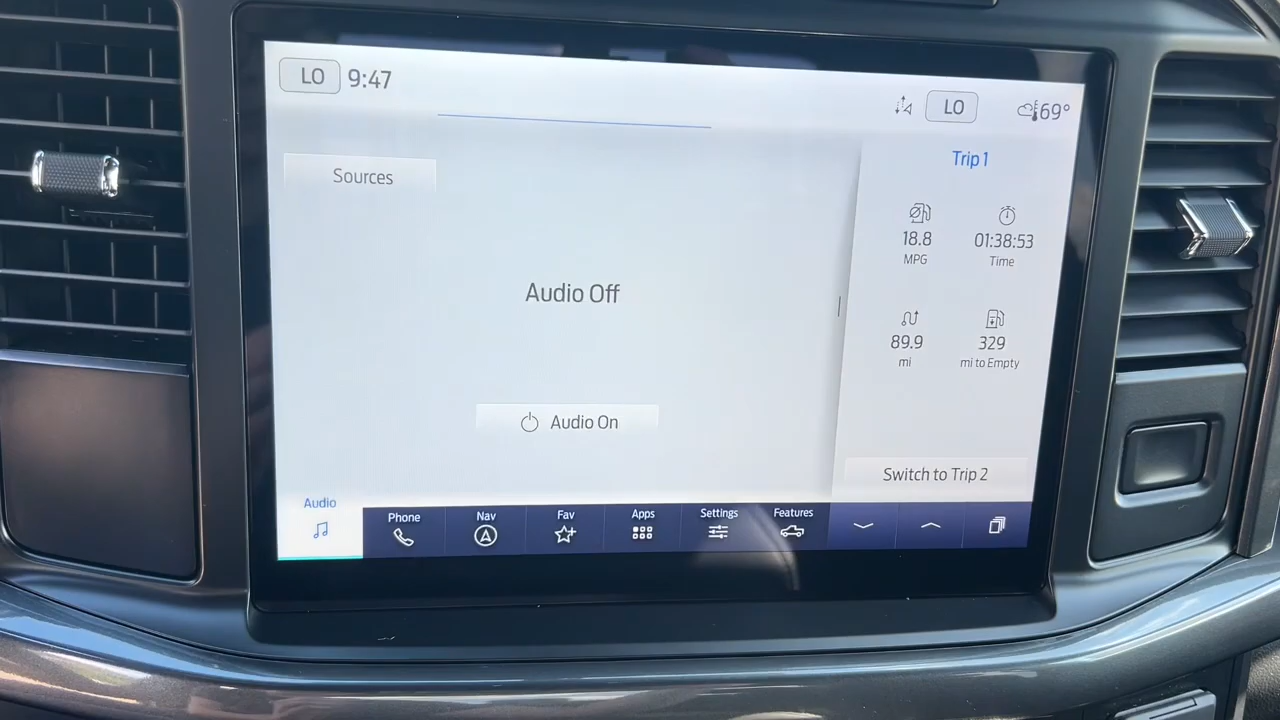 LO 9:47
LO 69°
Sources
Audio Off
Audio On
Trip 1
18.8
MPG
01:38:53
Time
89.9
mi
329
mi to Empty
Switch to Trip 2
Audio
Phone
Nav
Fav
Apps
Settings
Features